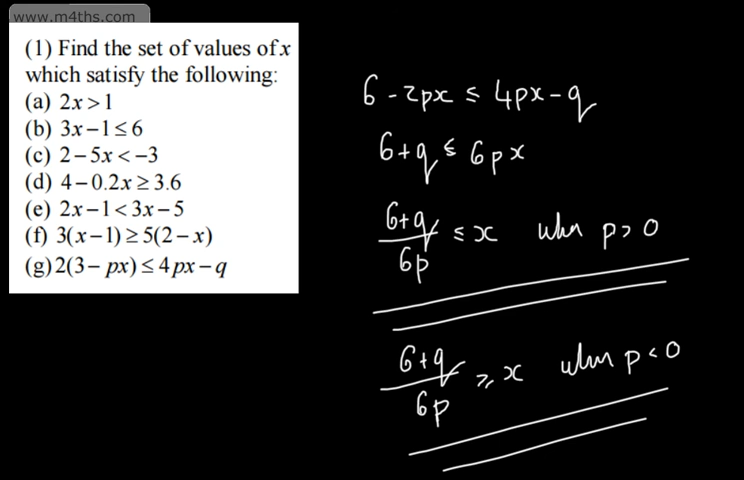 www.m4ths.com
(1) Find the set of values of x
which satisfy the following:
(a) 2x>1
(b) 3x−1≤6
(c) 2−5x<−3
(d) 4−0.2x≥3.6
(e) 2x−1<3x−5
(f) 3(x−1)≥5(2−x)
(g)2(3−px)≤4px−q
6-2px ≤ 4px-q
6+q ≤ 6px
6+q/6p ≤ x when p>0
6+q/6p ≥ x when p<0